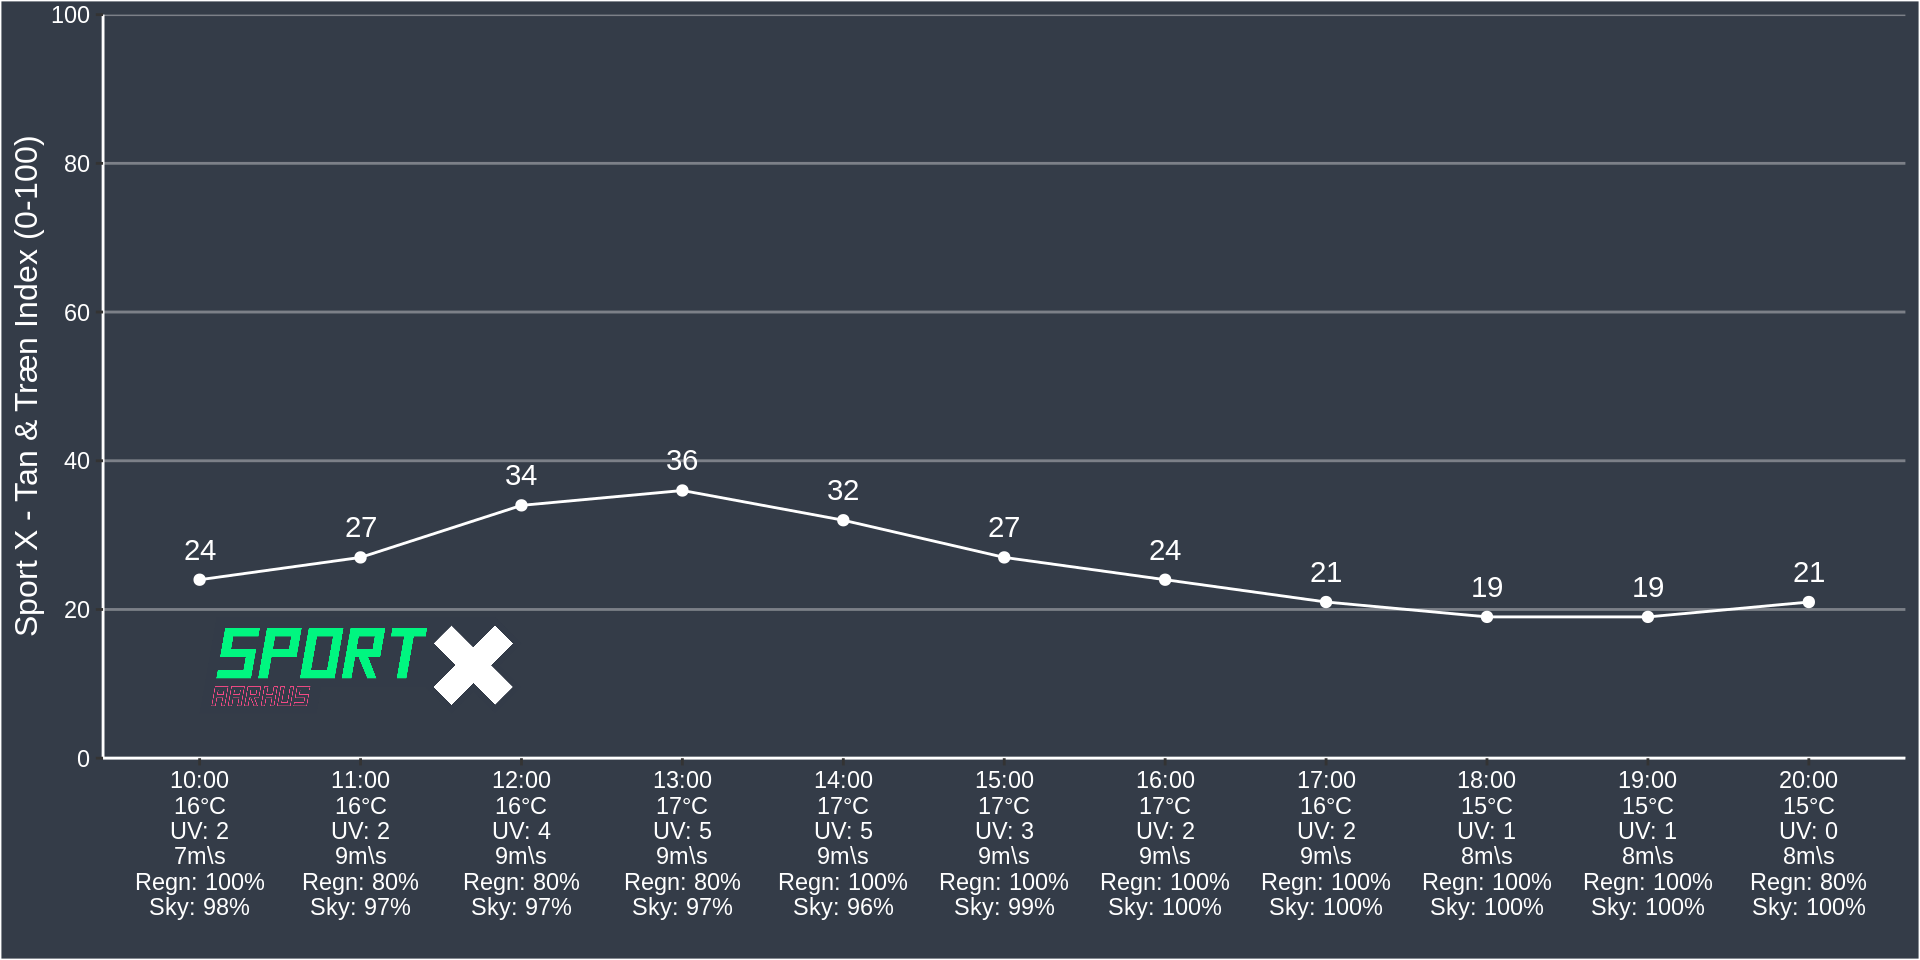 Sport X - Tan & Træn Index (0-100)
100
80
60
40
20
0
24
27
34
36
32
27
24
21
19
19
21
SPORT X
AARHUS
10:00 11:00 12:00 13:00 14:00 15:00 16:00 17:00 18:00 19:00 20:00
16°C 16°C 16°C 17°C 17°C 17°C 17°C 16°C 15°C 15°C 15°C
UV: 2 UV: 2 UV: 4 UV: 5 UV: 5 UV: 3 UV: 2 UV: 2 UV: 1 UV: 1 UV: 0
7m\s 9m\s 9m\s 9m\s 9m\s 9m\s 9m\s 9m\s 8m\s 8m\s 8m\s
Regn: 100% Regn: 80% Regn: 80% Regn: 80% Regn: 100% Regn: 100% Regn: 100% Regn: 100% Regn: 100% Regn: 100% Regn: 80%
Sky: 98% Sky: 97% Sky: 97% Sky: 97% Sky: 96% Sky: 99% Sky: 100% Sky: 100% Sky: 100% Sky: 100% Sky: 100%